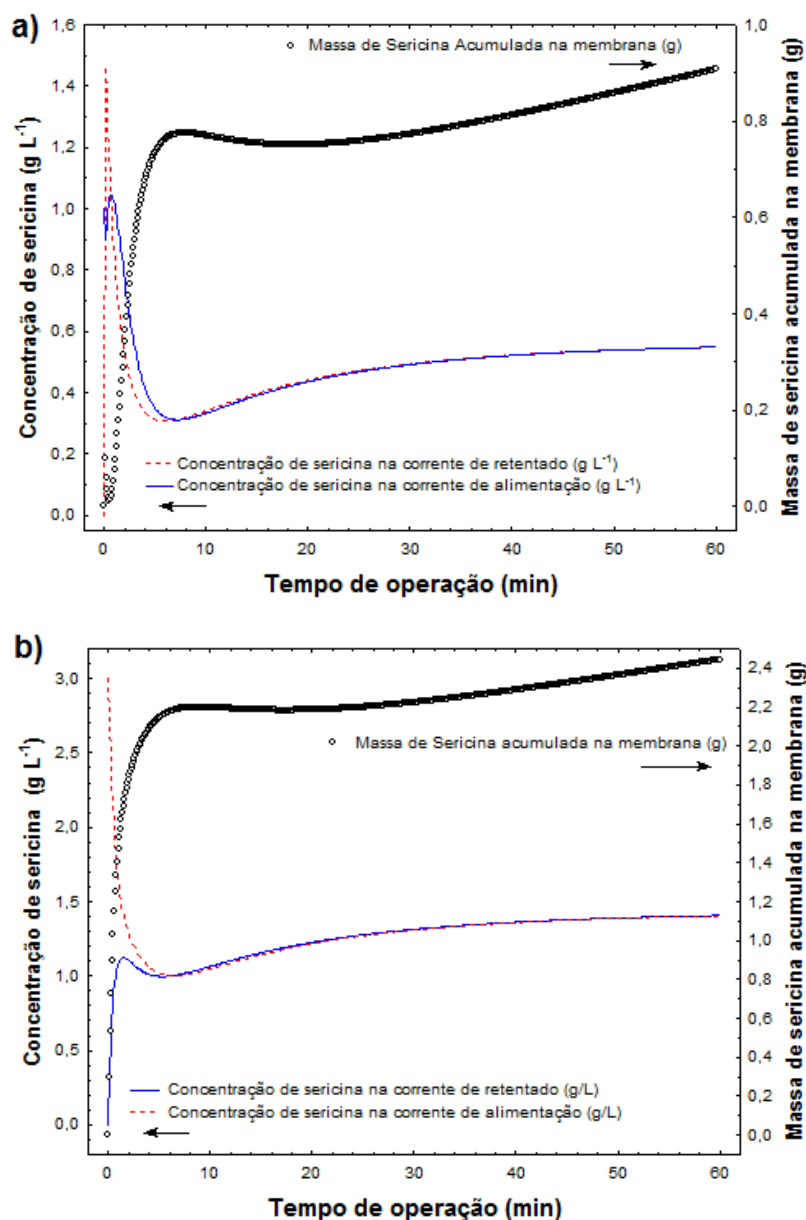 a)
Massa de Sericina Acumulada na membrana (g)
Concentração de sericina (g L⁻¹)
1,6
1,4
1,2
1,0
0,8
0,6
0,4
0,2
0,0
Massa de sericina acumulada na membrana (g)
1,0
0,8
0,6
0,4
0,2
0,0
Concentração de sericina na corrente de retentado (g L⁻¹)
Concentração de sericina na corrente de alimentação (g L⁻¹)
0 10 20 30 40 50 60
Tempo de operação (min)
b)
Concentração de sericina (g L⁻¹)
3,0
2,5
2,0
1,5
1,0
0,5
0,0
Massa de Sericina acumulada na membrana (g)
Massa de sericina acumulada na membrana (g)
2,4
2,2
2,0
1,8
1,6
1,4
1,2
1,0
0,8
0,6
0,4
0,2
0,0
Concentração de sericina na corrente de retentado (g/L)
Concentração de sericina na corrente de alimentação (g/L)
0 10 20 30 40 50 60
Tempo de operação (min)